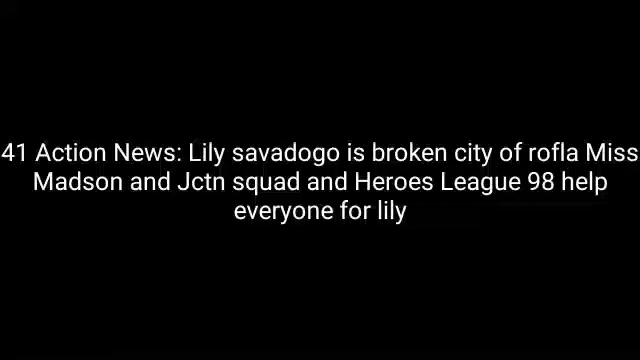 41 Action News: Lily savadogo is broken city of rofla Miss
Madson and Jctn squad and Heroes League 98 help
everyone for lily